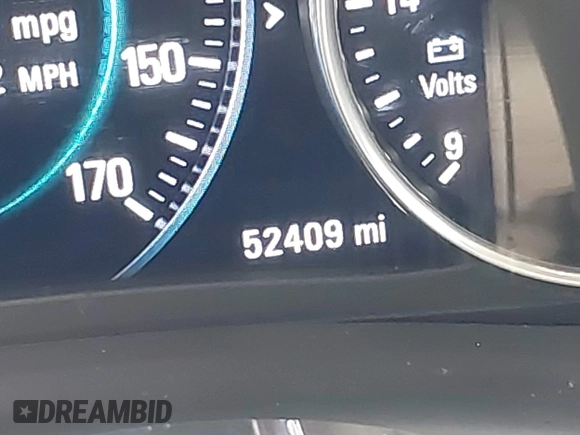 mpg
MPH
150
170
14
Volts
9
52409 mi
DREAMBID